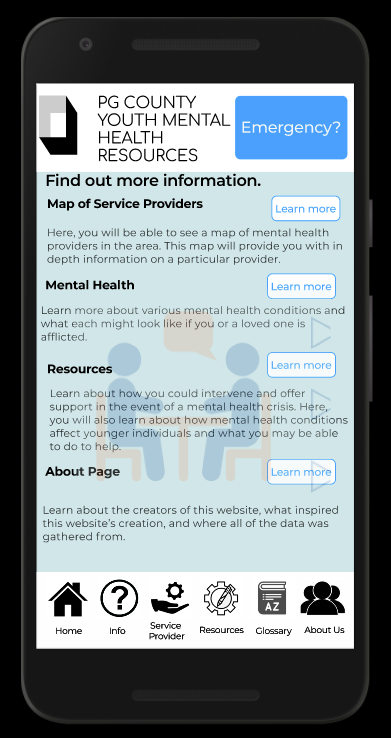 PG COUNTY
YOUTH MENTAL
HEALTH
RESOURCES
Emergency?
Find out more information.
Map of Service Providers
Learn more
Here, you will be able to see a map of mental health
providers in the area. This map will provide you with in
depth information on a particular provider.
Mental Health
Learn more
Learn more about various mental health conditions and
what each might look like if you or a loved one is
afflicted.
Resources
Learn more
Learn about how you could intervene and offer
support in the event of a mental health crisis. Here,
you will also learn about how mental health conditions
affect younger individuals and what you may be able
to do to help.
About Page
Learn more
Learn about the creators of this website, what inspired
this website's creation, and where all of the data was
gathered from.
AZ
Home
Info
Service
Provider
Resources
Glossary
About Us